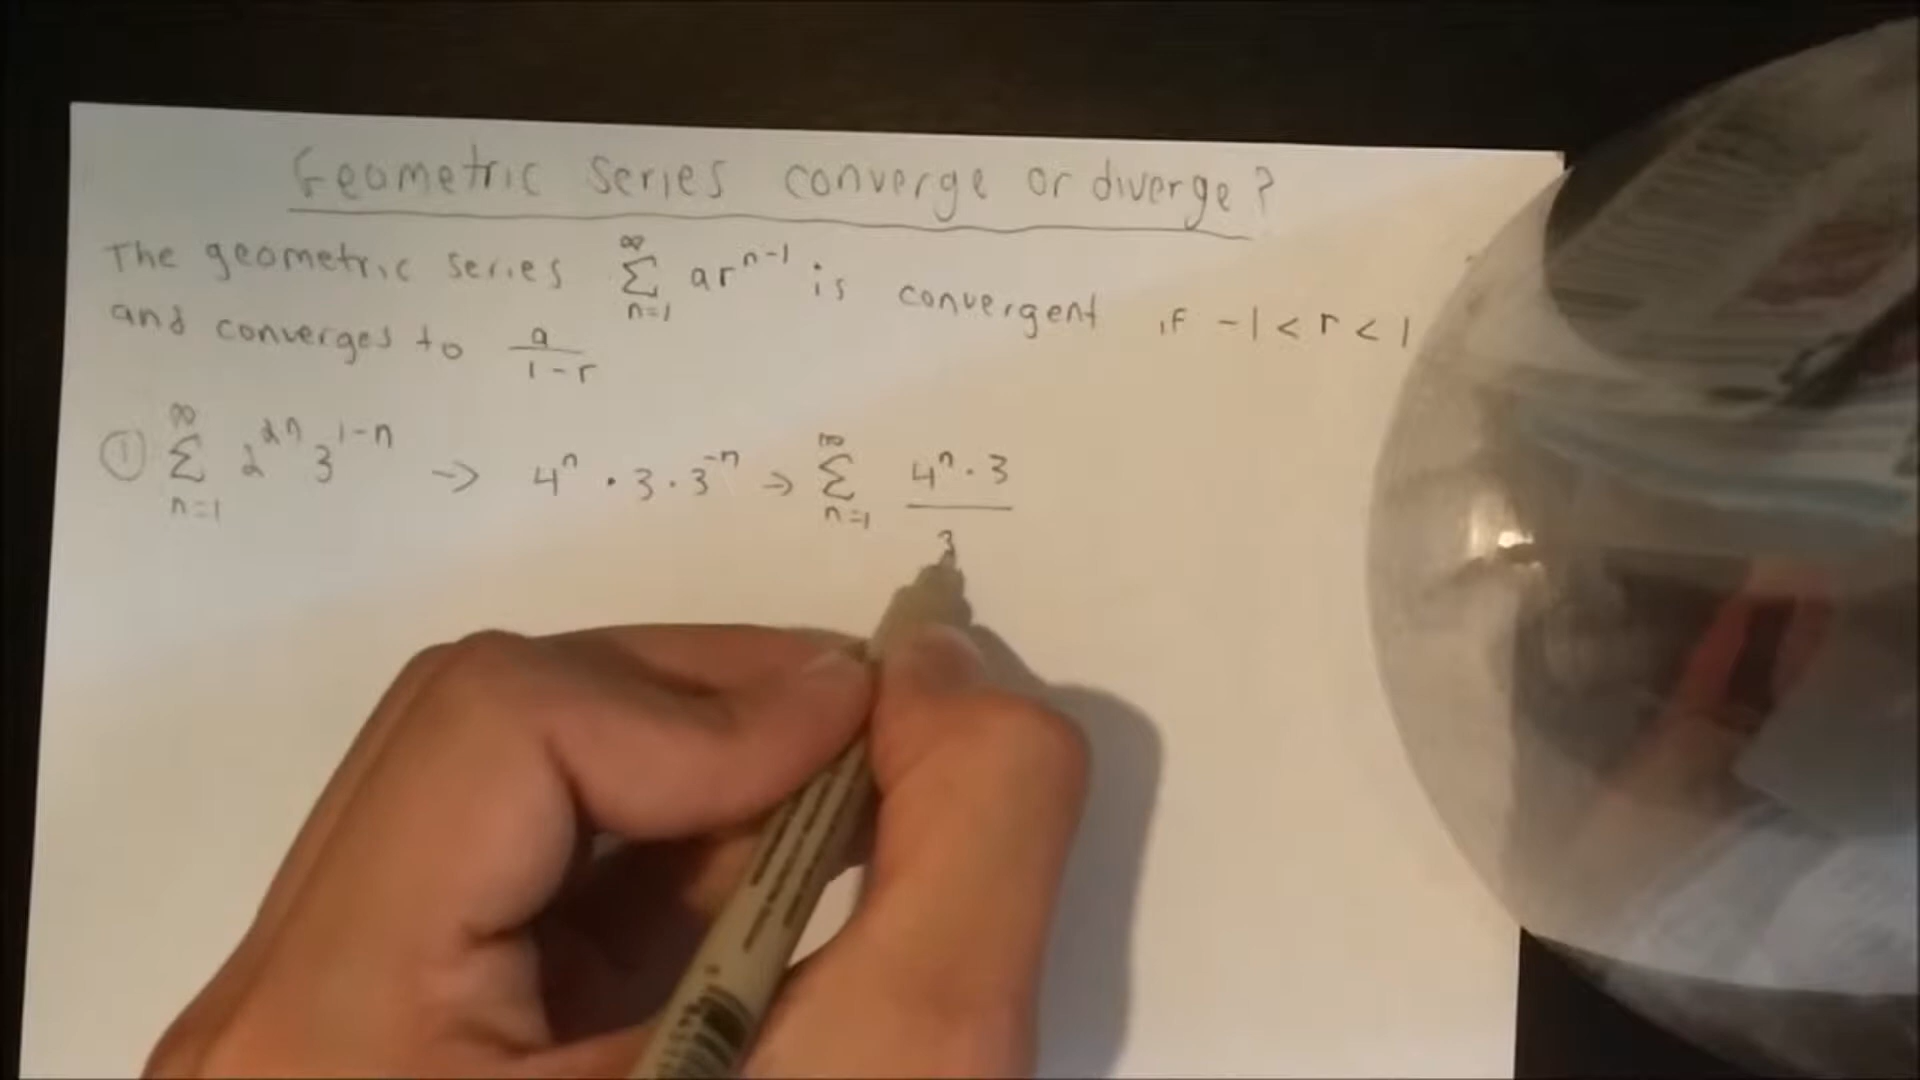 Geometric series converge or diverge?
The geometric series ∞ Σ n=1 ar^n-1 is convergent if -1 < r < 1
and converges to a/1-r
① ∞ Σ n=1 2^2n 3^1-n → 4^n · 3 · 3^-n → ∞ Σ n=1 4^n · 3 / 3